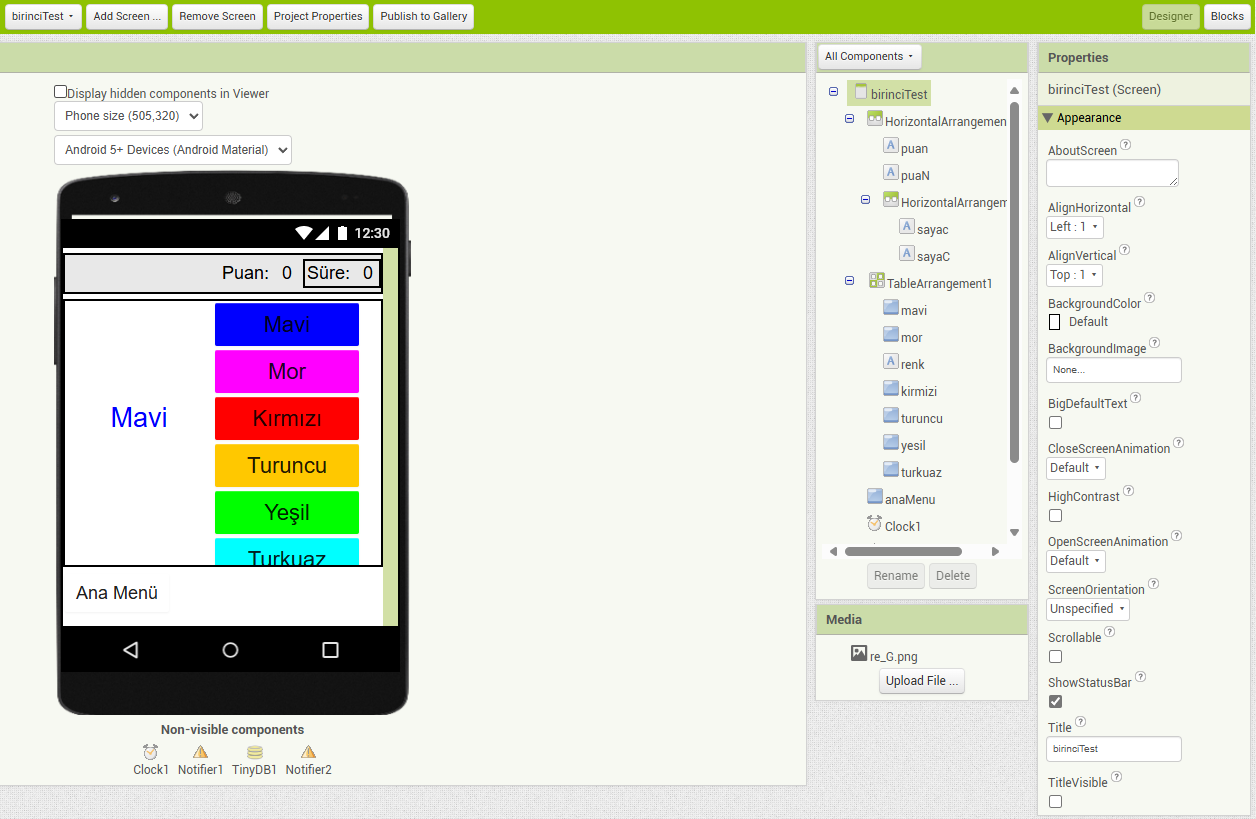 birinciTest
Add Screen ...
Remove Screen
Project Properties
Publish to Gallery
Designer
Blocks
Display hidden components in Viewer
Phone size (505,320)
Android 5+ Devices (Android Material)
12:30
Puan: 0 Süre: 0
Mavi
Mavi
Mor
Kırmızı
Turuncu
Yeşil
Turkuaz
Ana Menü
Non-visible components
Clock1 Notifier1 TinyDB1 Notifier2
All Components
birinciTest
HorizontalArrangemen
A puan
A puaN
HorizontalArrangem
A sayac
A sayaC
TableArrangement1
mavi
mor
A renk
kirmizi
turuncu
yesil
turkuaz
anaMenu
Clock1
Rename
Delete
Media
re_G.png
Upload File ...
Properties
birinciTest (Screen)
Appearance
AboutScreen ?
AlignHorizontal ?
Left : 1
AlignVertical ?
Top : 1
BackgroundColor ?
Default
BackgroundImage ?
None...
BigDefaultText ?
CloseScreenAnimation ?
Default
HighContrast ?
OpenScreenAnimation ?
Default
ScreenOrientation ?
Unspecified
Scrollable ?
ShowStatusBar ?
Title ?
birinciTest
TitleVisible ?